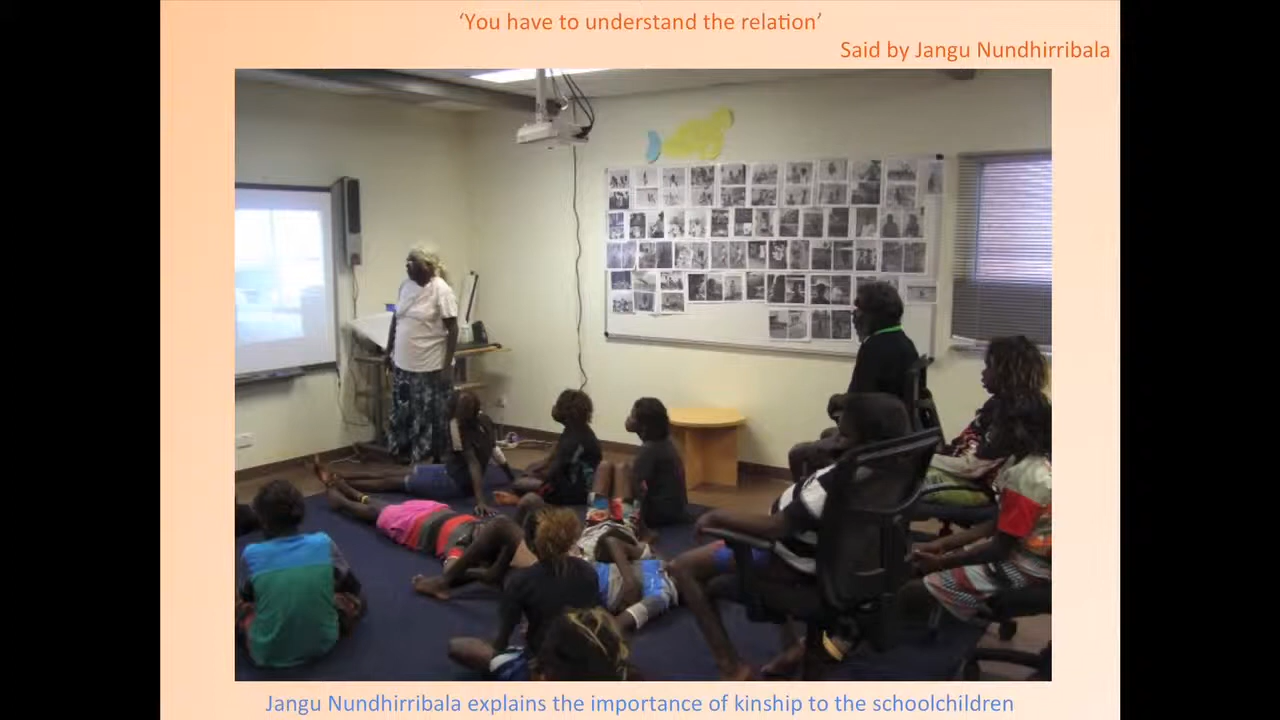 ‘You have to understand the relation’
Said by Jangu Nundhirribala
Jangu Nundhirribala explains the importance of kinship to the schoolchildren